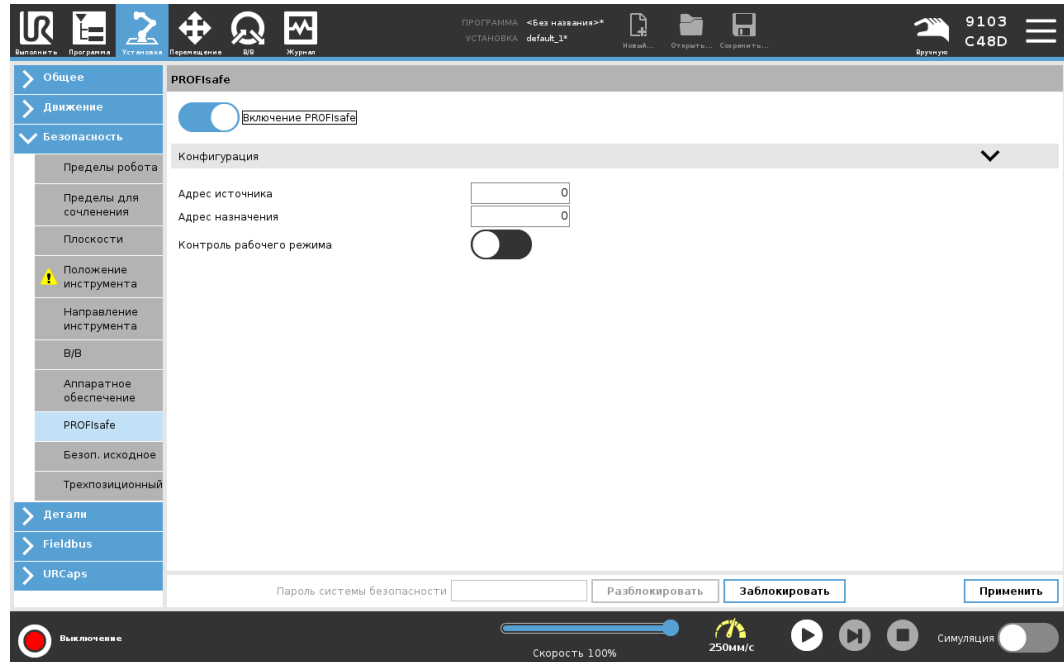 ПРОГРАММА <Без названия>*
УСТАНОВКА default_1*
Выполнить
Программа
Установка
Перемещение
В/В
Журнал
Новый...
Открыть...
Сохранить...
Вручную
9103
C48D
Общее
Движение
Безопасность
Пределы робота
Пределы для
сочленения
Плоскости
Положение
инструмента
Направление
инструмента
В/В
Аппаратное
обеспечение
PROFIsafe
Безоп. исходное
Трехпозиционный
Детали
Fieldbus
URCaps
PROFIsafe
Включение PROFIsafe
Конфигурация
Адрес источника 0
Адрес назначения 0
Контроль рабочего режима
Пароль системы безопасности
Разблокировать
Заблокировать
Применить
Выключение
Скорость 100%
250мм/с
Симуляция